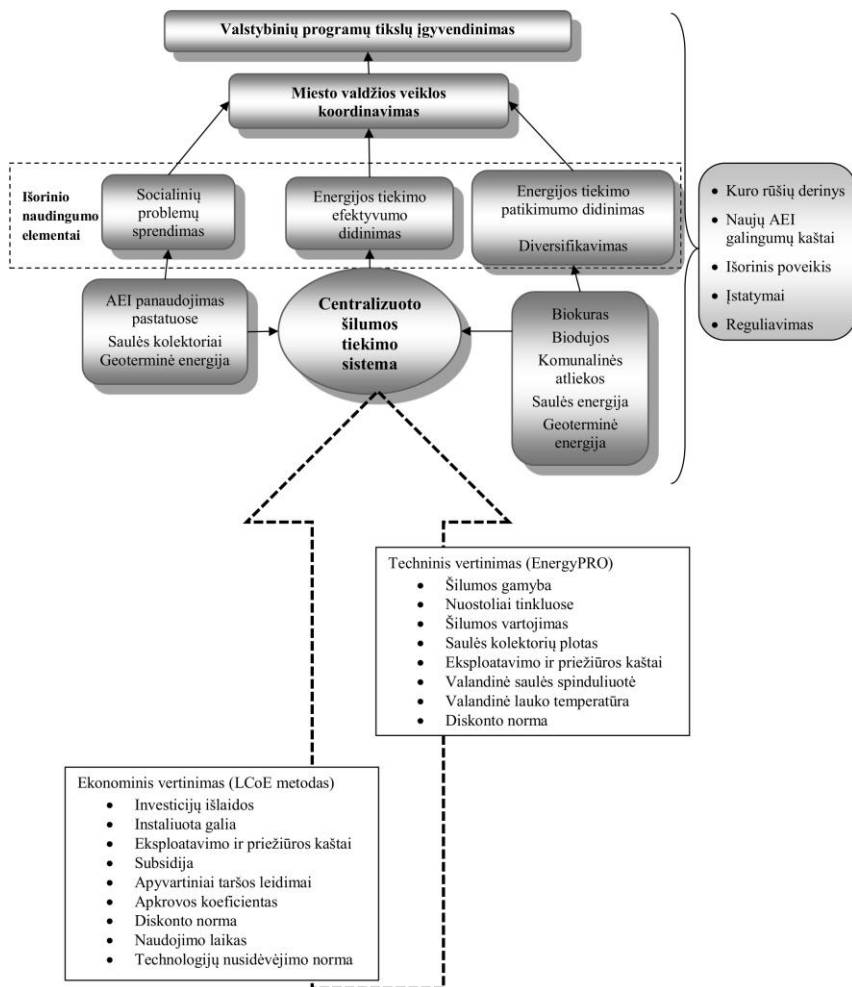 Valstybinių programų tikslų įgyvendinimas
Miesto valdžios veiklos
koordinavimas
Išorinio
naudingumo
elementai
Socialinių
problemų
sprendimas
Energijos tiekimo
efektyvumo
didinimas
Energijos tiekimo
patikimumo didinimas
Diversifikavimas
• Kuro rūšių derinys
• Naujų AEI
galingumų kaštai
• Išorinis poveikis
• Įstatymai
• Reguliavimas
AEI panaudojimas
pastatuose
Saulės kolektoriai
Geoterminė energija
Centralizuoto
šilumos
tiekimo
sistema
Biokuras
Biodujos
Komunalinės
atliekos
Saulės energija
Geoterminė
energija
Techninis vertinimas (EnergyPRO)
• Šilumos gamyba
• Nuostoliai tinkluose
• Šilumos vartojimas
• Saulės kolektorių plotas
• Eksploatavimo ir priežiūros kaštai
• Valandinė saulės spinduliuotė
• Valandinė lauko temperatūra
• Diskonto norma
Ekonominis vertinimas (LCoE metodas)
• Investicijų išlaidos
• Instaliuota galia
• Eksploatavimo ir priežiūros kaštai
• Subsidija
• Apyvartiniai taršos leidimai
• Apkrovos koeficientas
• Diskonto norma
• Naudojimo laikas
• Technologijų nusidėvėjimo norma